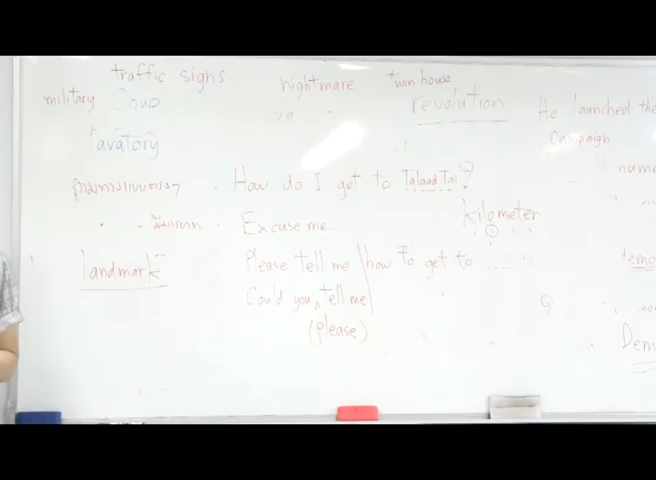 traffic signs nightmare twin house
military Coup revolution He launched the
Campaign
lavatory
How do I get to Talaad Tai?
Excuse me. kilometer
landmark Please tell me how to get to ......
Could you tell me
(please)